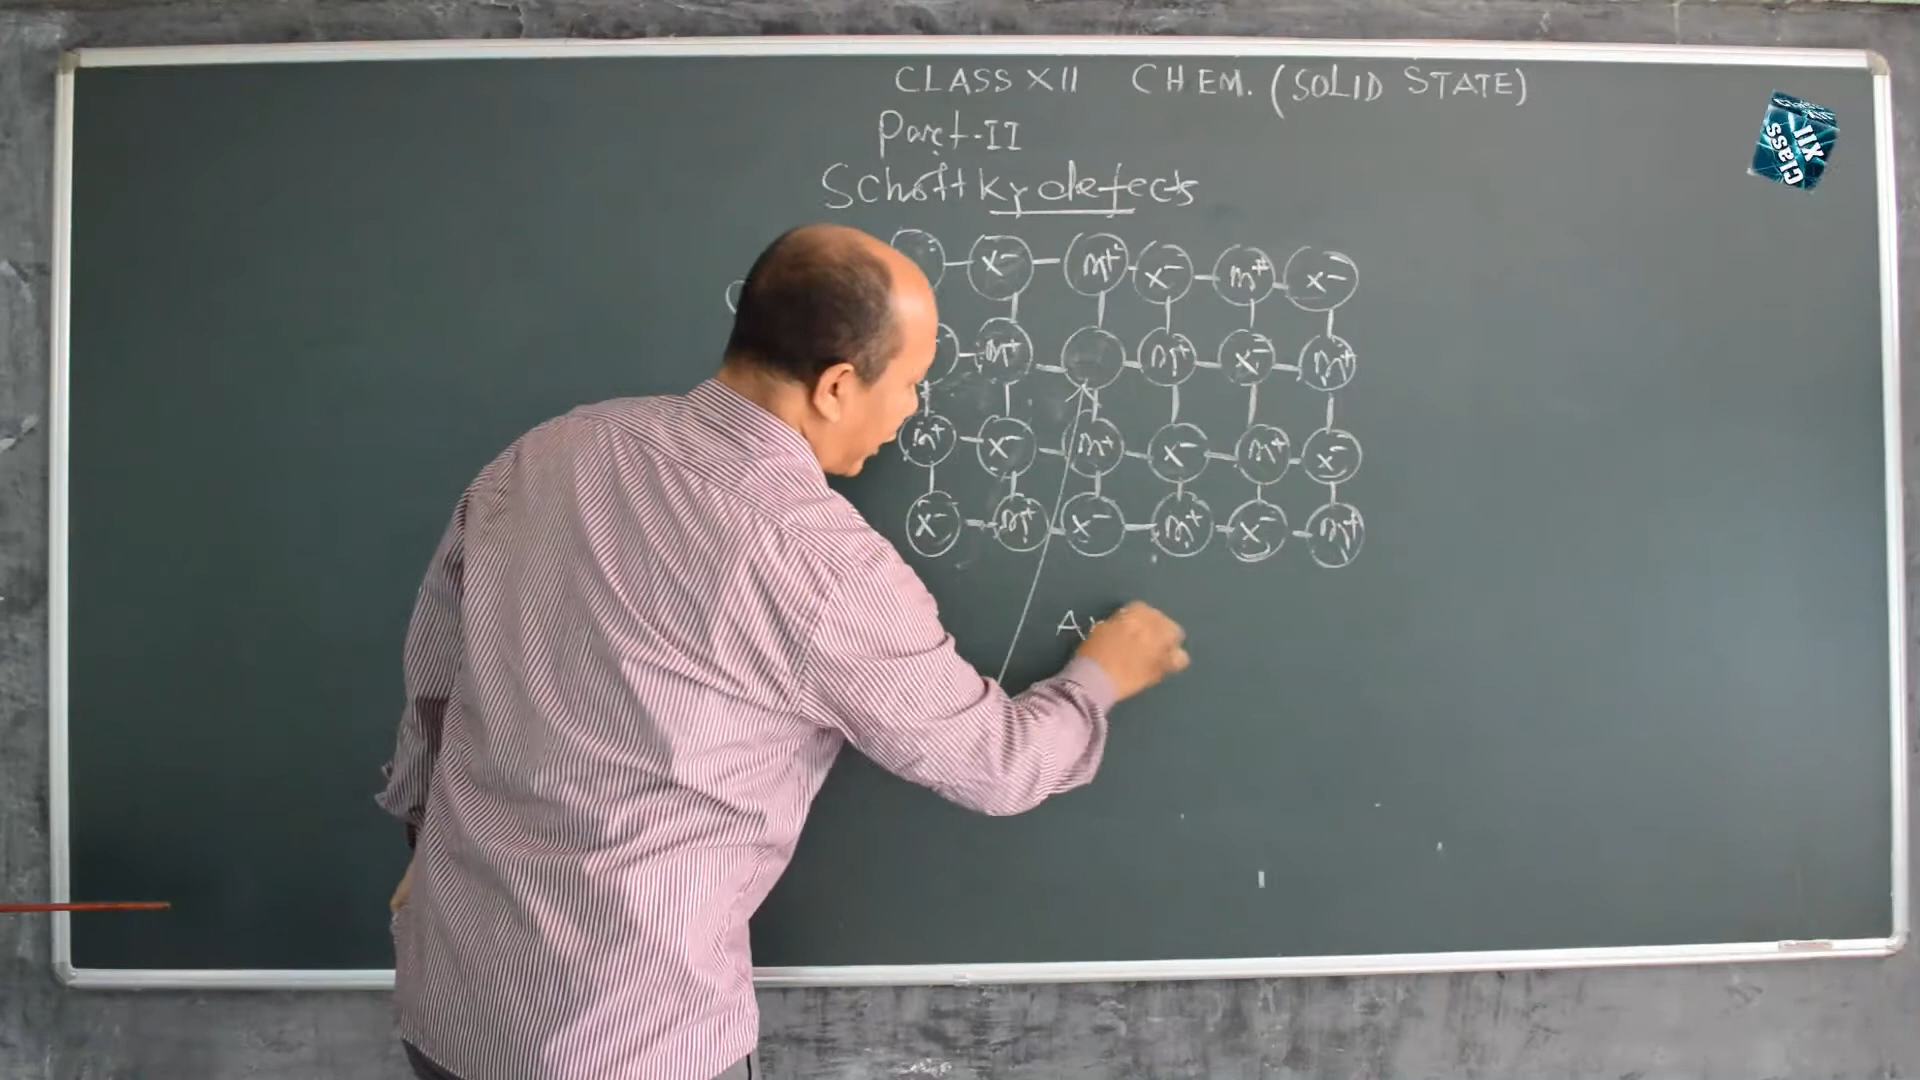 CLASS XII CHEM. (SOLID STATE)
Part-II
Schottky defects
X⁻ M⁺ X⁻ M⁺ X⁻
M⁺ M⁺ X⁻ M⁺
M⁺ X⁻ M⁺ X⁻ M⁺ X⁻
X⁻ M⁺ X⁻ M⁺ X⁻ M⁺
Class
XII